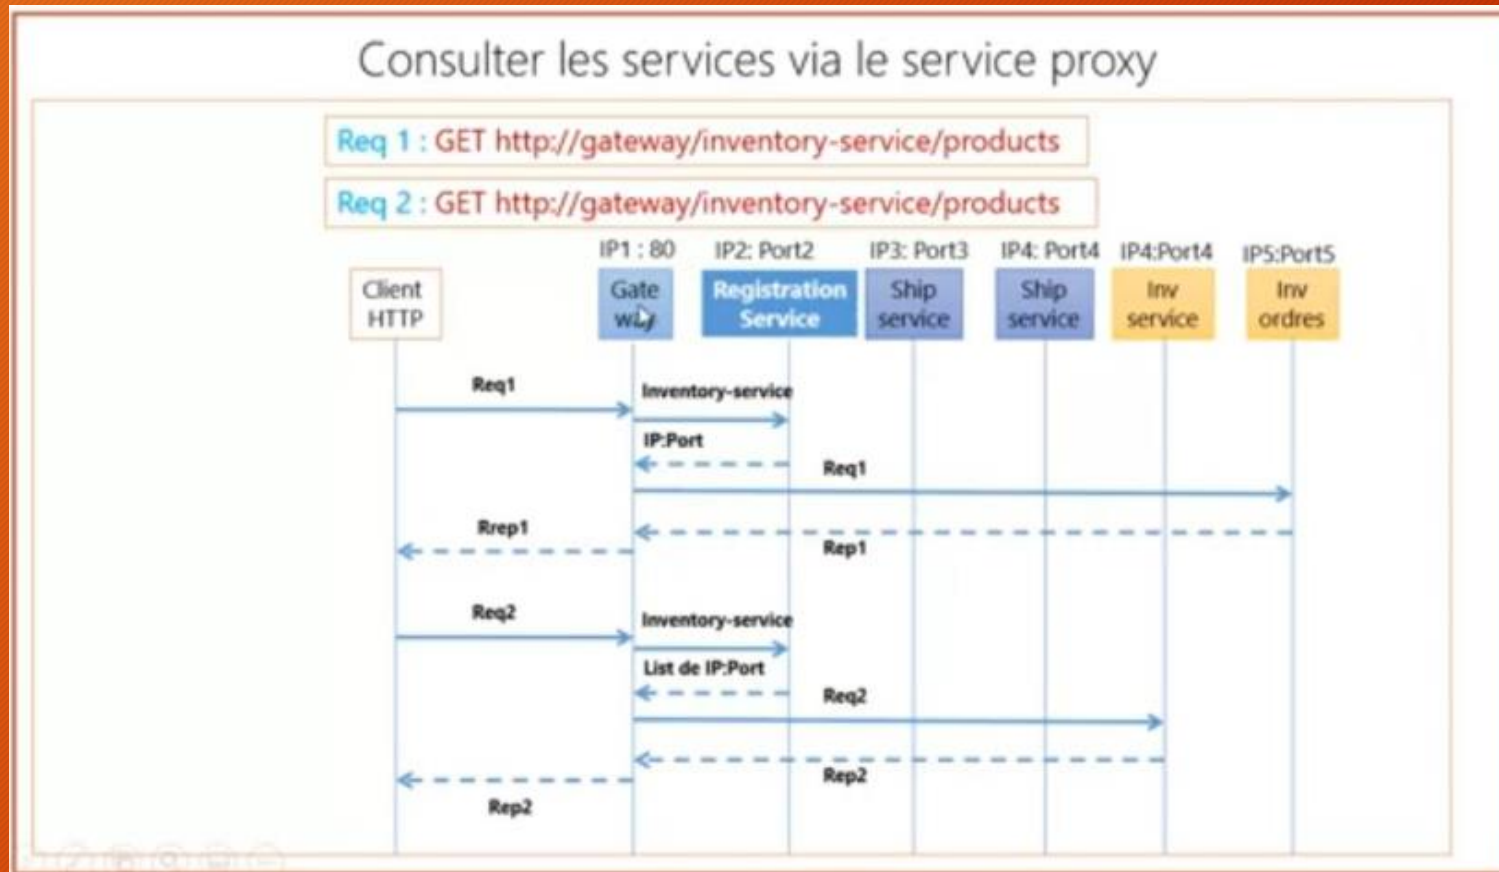 Consulter les services via le service proxy
Req 1 : GET http://gateway/inventory-service/products
Req 2 : GET http://gateway/inventory-service/products
IP1 : 80
IP2: Port2
IP3: Port3
IP4: Port4
IP4:Port4
IP5:Port5
Client
HTTP
Gate
way
Registration
Service
Ship
service
Ship
service
Inv
service
Inv
ordres
Req1
Inventory-service
IP:Port
Req1
Rrep1
Rep1
Req2
Inventory-service
List de IP:Port
Req2
Rep2
Rep2